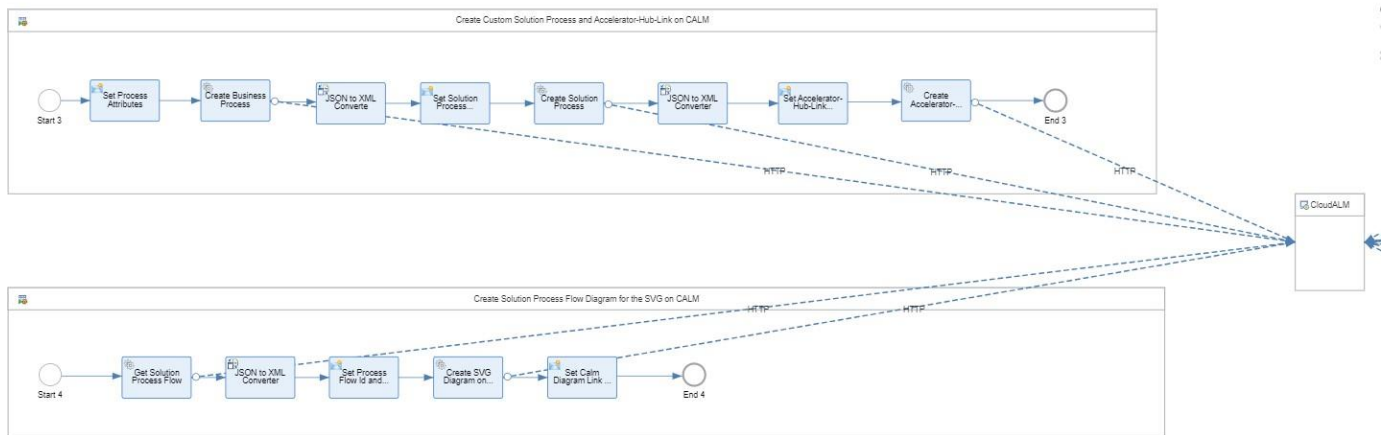 Create Custom Solution Process and Accelerator-Hub-Link on CALM
Start 3
Set Process
Attributes
Create Business
Process
JSON to XML
Converte
Set Solution
Process...
Create Solution
Process
JSON to XML
Converter
Set Accelerator-
Hub-Link...
Create
Accelerator-...
End 3
HTTP
HTTP
HTTP
CloudALM
Create Solution Process Flow Diagram for the SVG on CALM
HTTP
HTTP
Start 4
Get Solution
Process Flow
JSON to XML
Converter
Set Process
Flow Id and...
Create SVG
Diagram on...
Set Calm
Diagram Link ...
End 4